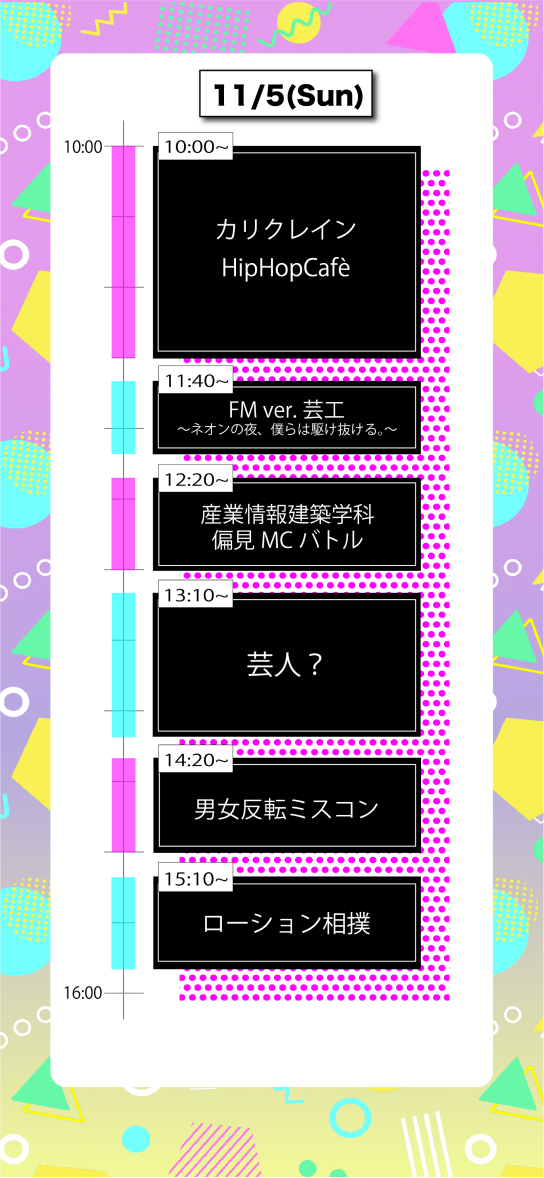 11/5(Sun)
10:00
10:00~
カリクレイン
HipHopCafè
11:40~
FM ver. 芸工
～ネオンの夜、僕らは駆け抜ける。～
12:20~
産業情報建築学科
偏見 MC バトル
13:10~
芸人？
14:20~
男女反転ミスコン
15:10~
ローション相撲
16:00